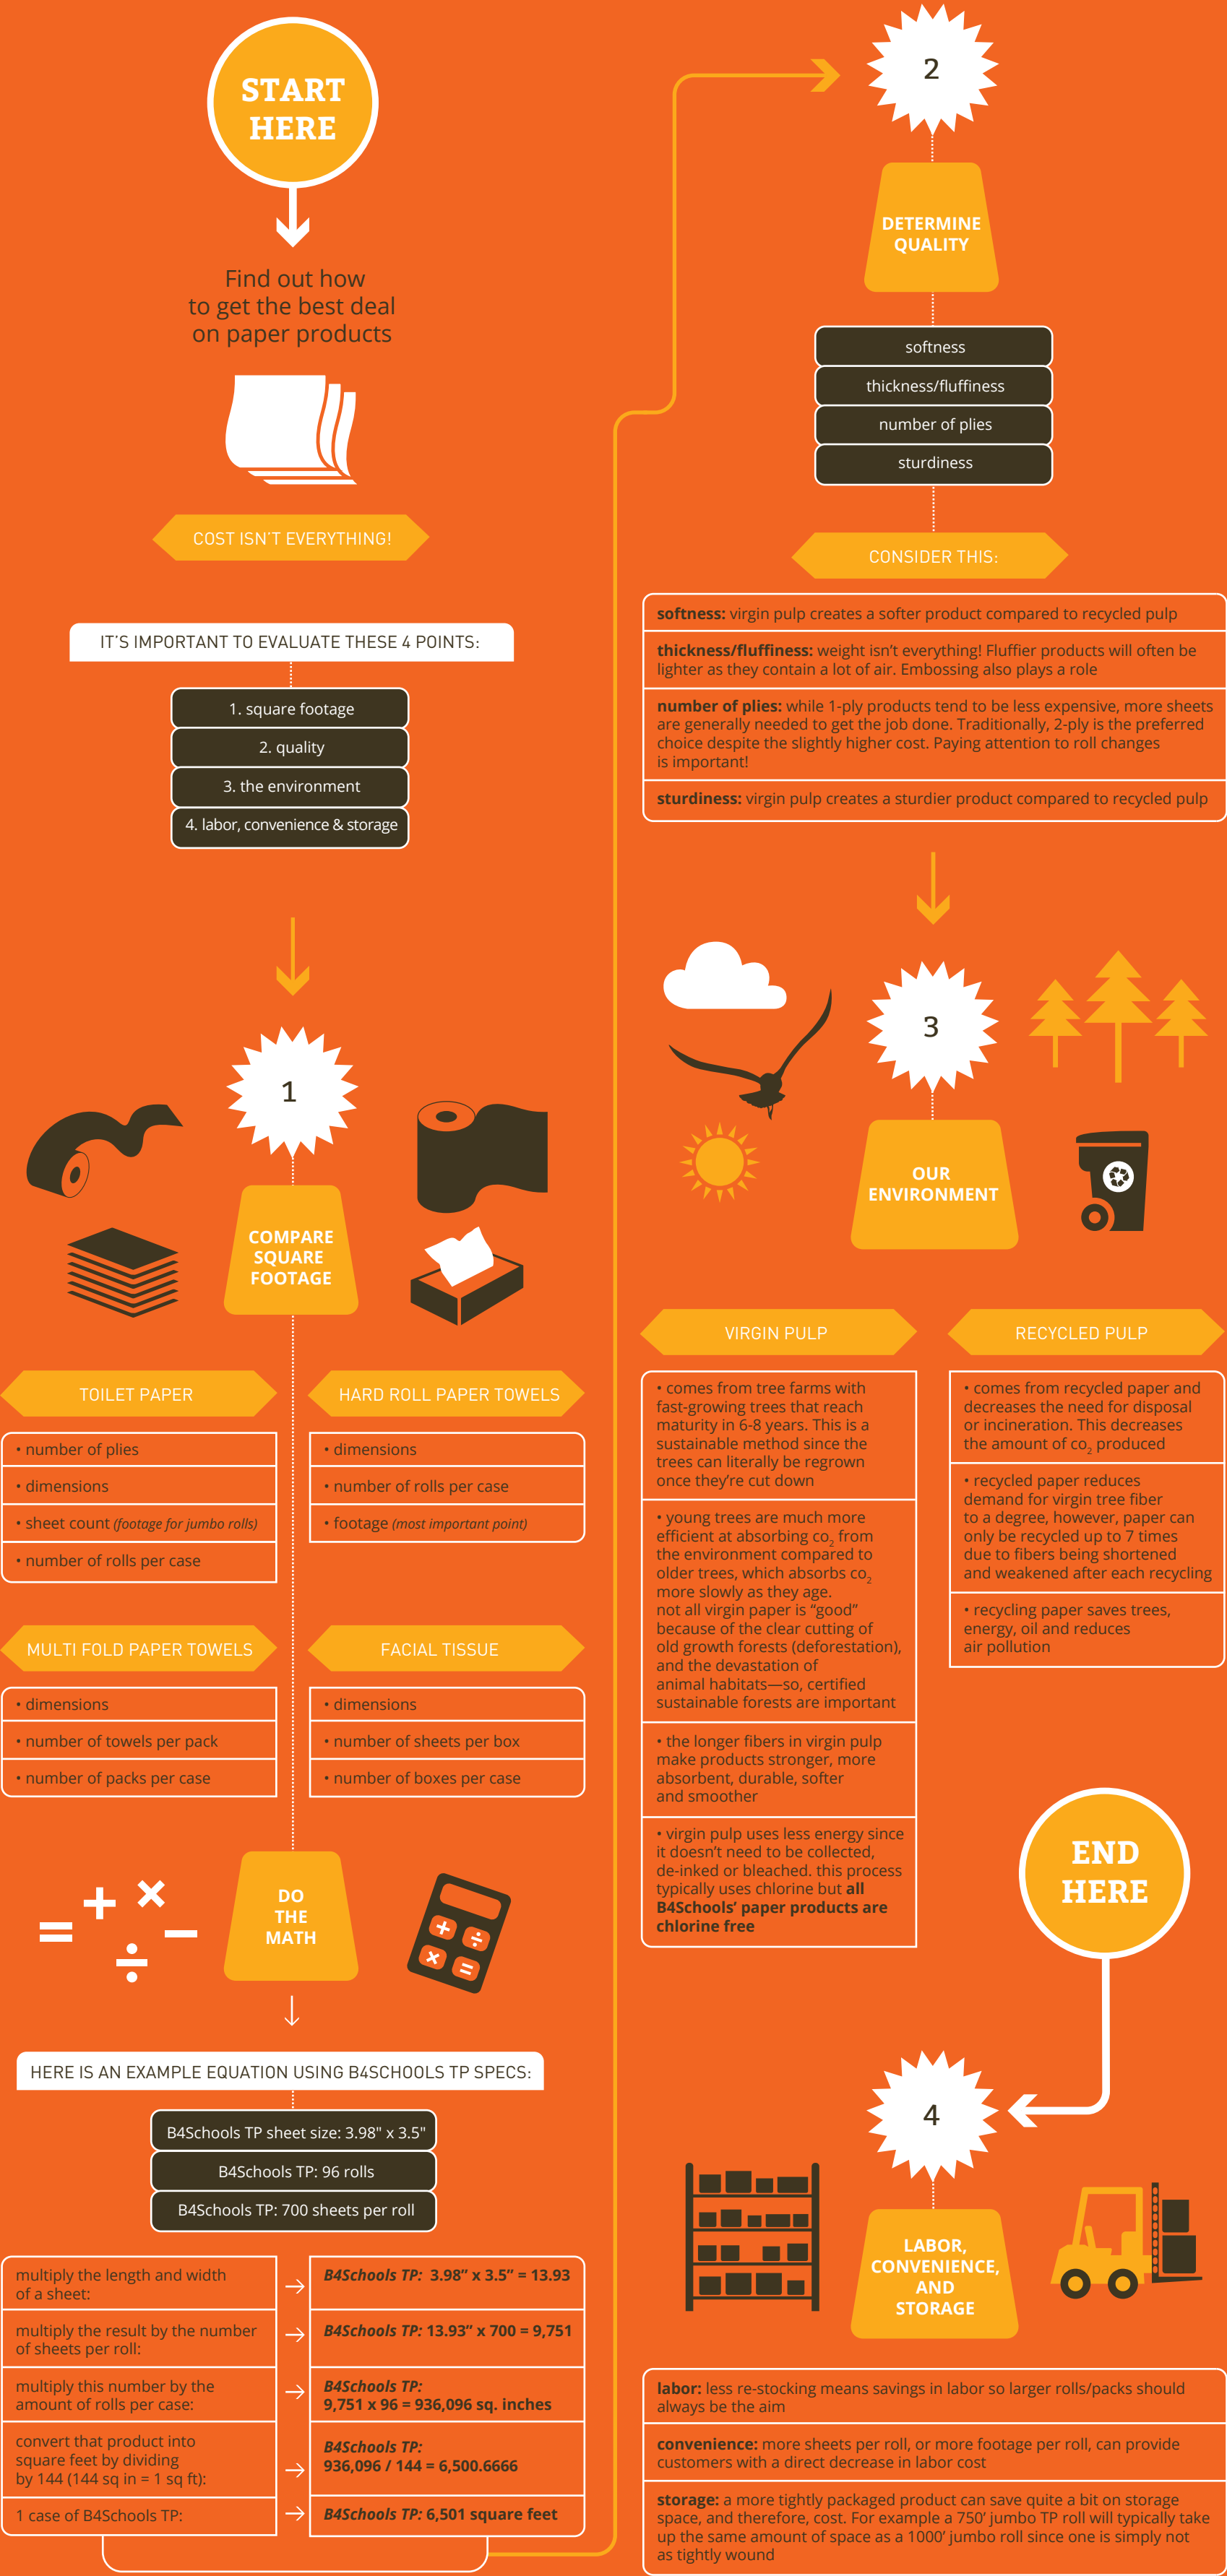 START
HERE
Find out how
to get the best deal
on paper products
COST ISN'T EVERYTHING!
IT'S IMPORTANT TO EVALUATE THESE 4 POINTS:
1. square footage
2. quality
3. the environment
4. labor, convenience & storage
1
COMPARE
SQUARE
FOOTAGE
TOILET PAPER
• number of plies
• dimensions
• sheet count (footage for jumbo rolls)
• number of rolls per case
HARD ROLL PAPER TOWELS
• dimensions
• number of rolls per case
• footage (most important point)
MULTI FOLD PAPER TOWELS
• dimensions
• number of towels per pack
• number of packs per case
FACIAL TISSUE
• dimensions
• number of sheets per box
• number of boxes per case
DO
THE
MATH
HERE IS AN EXAMPLE EQUATION USING B4SCHOOLS TP SPECS:
B4Schools TP sheet size: 3.98" x 3.5"
B4Schools TP: 96 rolls
B4Schools TP: 700 sheets per roll
multiply the length and width
of a sheet:
B4Schools TP: 3.98” x 3.5” = 13.93
multiply the result by the number
of sheets per roll:
B4Schools TP: 13.93” x 700 = 9,751
multiply this number by the
amount of rolls per case:
B4Schools TP:
9,751 x 96 = 936,096 sq. inches
convert that product into
square feet by dividing
by 144 (144 sq in = 1 sq ft):
B4Schools TP:
936,096 / 144 = 6,500.6666
1 case of B4Schools TP:
B4Schools TP: 6,501 square feet
2
DETERMINE
QUALITY
softness
thickness/fluffiness
number of plies
sturdiness
CONSIDER THIS:
softness: virgin pulp creates a softer product compared to recycled pulp
thickness/fluffiness: weight isn’t everything! Fluffier products will often be
lighter as they contain a lot of air. Embossing also plays a role
number of plies: while 1-ply products tend to be less expensive, more sheets
are generally needed to get the job done. Traditionally, 2-ply is the preferred
choice despite the slightly higher cost. Paying attention to roll changes
is important!
sturdiness: virgin pulp creates a sturdier product compared to recycled pulp
3
OUR
ENVIRONMENT
VIRGIN PULP
• comes from tree farms with
fast-growing trees that reach
maturity in 6-8 years. This is a
sustainable method since the
trees can literally be regrown
once they’re cut down
• young trees are much more
efficient at absorbing co₂ from
the environment compared to
older trees, which absorbs co₂
more slowly as they age.
not all virgin paper is “good”
because of the clear cutting of
old growth forests (deforestation),
and the devastation of
animal habitats—so, certified
sustainable forests are important
• the longer fibers in virgin pulp
make products stronger, more
absorbent, durable, softer
and smoother
• virgin pulp uses less energy since
it doesn’t need to be collected,
de-inked or bleached. this process
typically uses chlorine but all
B4Schools’ paper products are
chlorine free
RECYCLED PULP
• comes from recycled paper and
decreases the need for disposal
or incineration. This decreases
the amount of co₂ produced
• recycled paper reduces
demand for virgin tree fiber
to a degree, however, paper can
only be recycled up to 7 times
due to fibers being shortened
and weakened after each recycling
• recycling paper saves trees,
energy, oil and reduces
air pollution
END
HERE
4
LABOR,
CONVENIENCE,
AND
STORAGE
labor: less re-stocking means savings in labor so larger rolls/packs should
always be the aim
convenience: more sheets per roll, or more footage per roll, can provide
customers with a direct decrease in labor cost
storage: a more tightly packaged product can save quite a bit on storage
space, and therefore, cost. For example a 750’ jumbo TP roll will typically take
up the same amount of space as a 1000’ jumbo roll since one is simply not
as tightly wound